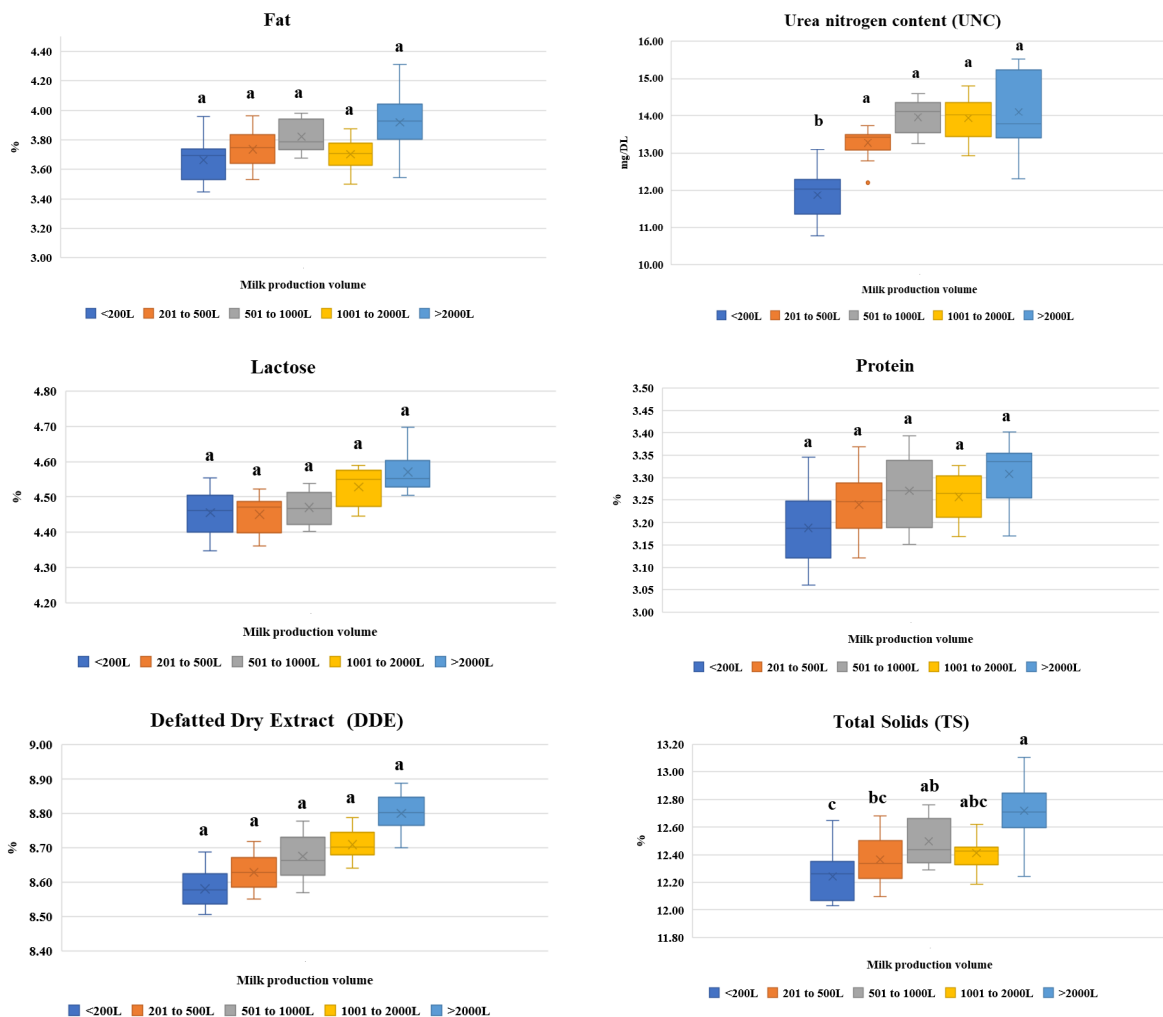 Fat
4.40
4.20
4.00
3.80
3.60
3.40
3.20
3.00
%
a a a a a
Milk production volume
<200L 201 to 500L 501 to 1000L 1001 to 2000L >2000L
Urea nitrogen content (UNC)
16.00
15.00
14.00
13.00
12.00
11.00
10.00
mg/DL
b a a a a
Milk production volume
<200L 201 to 500L 501 to 1000L 1001 to 2000L >2000L
Lactose
4.80
4.70
4.60
4.50
4.40
4.30
4.20
%
a a a a a
Milk production volume
<200L 201 to 500L 501 to 1000L 1001 to 2000L >2000L
Protein
3.50
3.45
3.40
3.35
3.30
3.25
3.20
3.15
3.10
3.05
3.00
%
a a a a a
Milk production volume
<200L 201 to 500L 501 to 1000L 1001 to 2000L >2000L
Defatted Dry Extract (DDE)
9.00
8.90
8.80
8.70
8.60
8.50
8.40
%
a a a a a
Milk production volume
<200L 201 to 500L 501 to 1000L 1001 to 2000L >2000L
Total Solids (TS)
13.20
13.00
12.80
12.60
12.40
12.20
12.00
11.80
%
c bc ab abc a
Milk production volume
<200L 201 to 500L 501 to 1000L 1001 to 2000L >2000L